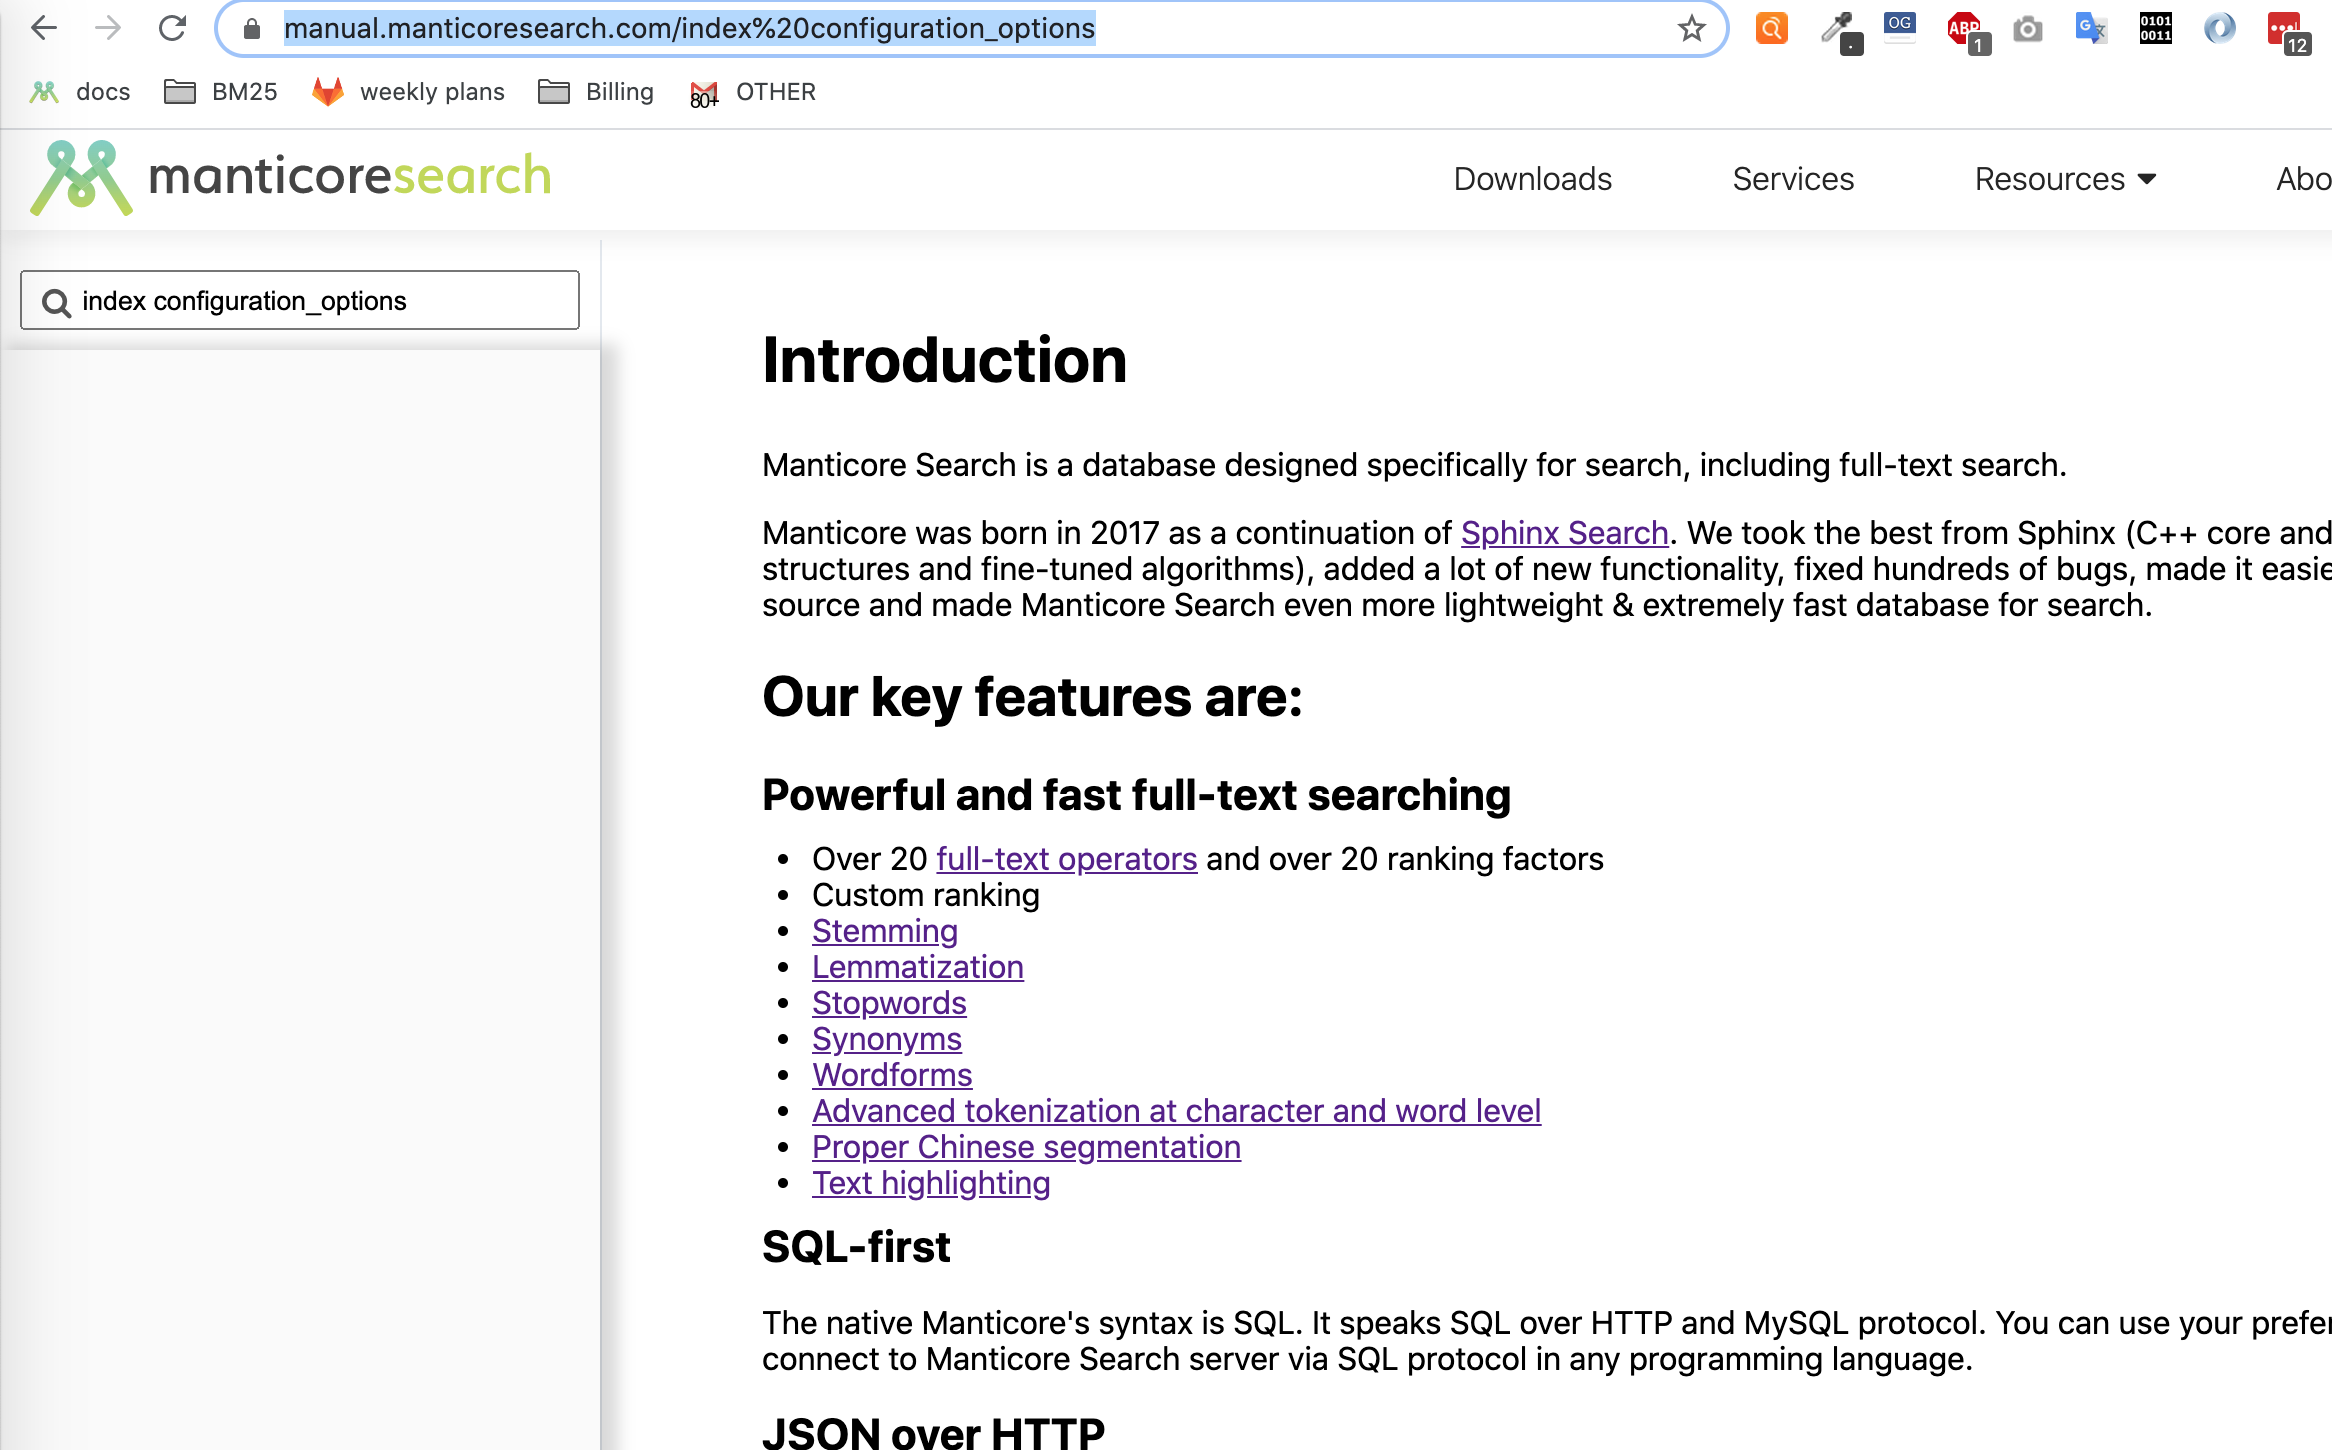 manual.manticoresearch.com/index%20configuration_options
OG
ABP
1
G
0101
0011
12
docs
BM25
weekly plans
Billing
80+
OTHER
manticoresearch
Downloads
Services
Resources
Abo
index configuration_options
Introduction
Manticore Search is a database designed specifically for search, including full-text search.
Manticore was born in 2017 as a continuation of Sphinx Search. We took the best from Sphinx (C++ core and
structures and fine-tuned algorithms), added a lot of new functionality, fixed hundreds of bugs, made it easie
source and made Manticore Search even more lightweight & extremely fast database for search.
Our key features are:
Powerful and fast full-text searching
• Over 20 full-text operators and over 20 ranking factors
• Custom ranking
• Stemming
• Lemmatization
• Stopwords
• Synonyms
• Wordforms
• Advanced tokenization at character and word level
• Proper Chinese segmentation
• Text highlighting
SQL-first
The native Manticore's syntax is SQL. It speaks SQL over HTTP and MySQL protocol. You can use your prefer
connect to Manticore Search server via SQL protocol in any programming language.
JSON over HTTP